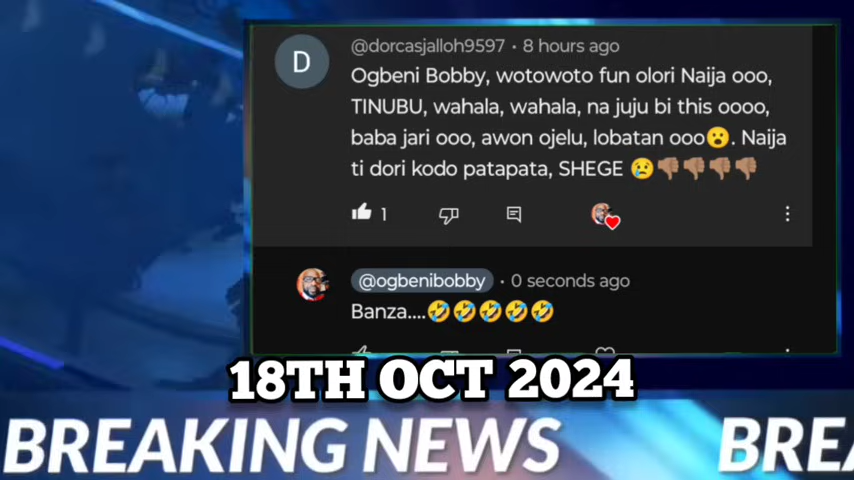 D
@dorcasjalloh9597 · 8 hours ago
Ogbeni Bobby, wotowoto fun olori Naija ooo,
TINUBU, wahala, wahala, na juju bi this oooo,
baba jari ooo, awon ojelu, lobatan ooo😮. Naija
ti dori kodo patapata, SHEGE 😢👎🏽👎🏽👎🏽👎🏽
1
@ogbenibobby · 0 seconds ago
Banza....🤣🤣🤣🤣🤣
18TH OCT 2024
BREAKING NEWS BREA